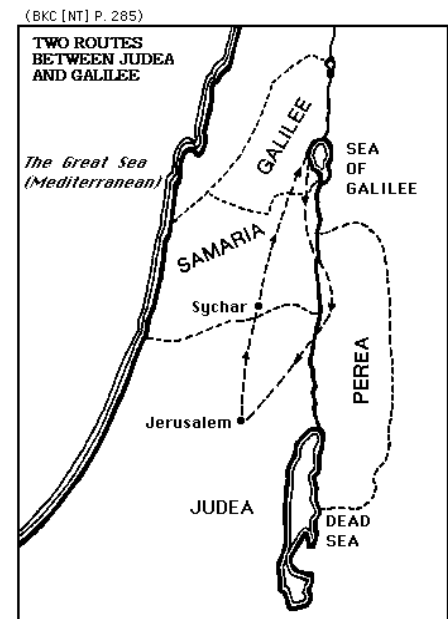 (BKC [NT] P. 285)
TWO ROUTES
BETWEEN JUDEA
AND GALILEE
GALILEE
The Great Sea
(Mediterranean)
SEA
OF
GALILEE
SAMARIA
Sychar
PEREA
Jerusalem
JUDEA
DEAD
SEA